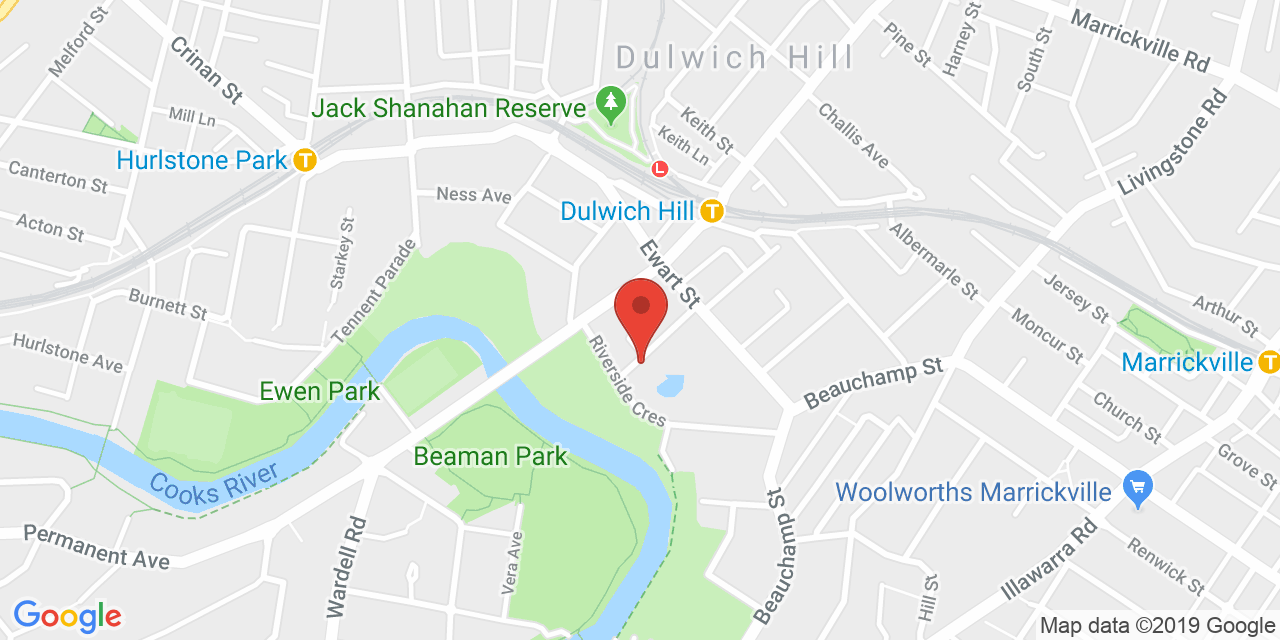 Melford St
Crinan St
Dulwich Hill
Pine St
Harney St
South St
Marrickville Rd
Mill Ln
Jack Shanahan Reserve
Keith St
Keith Ln
Challis Ave
Livingstone Rd
Hurlstone Park
T
L
Canterton St
Ness Ave
Dulwich Hill
T
Acton St
Starkey St
Tennent Parade
Ewart St
Albermarle St
Jersey St
Arthur St
Burnett St
Moncur St
Hurlstone Ave
Riverside Cres
Marrickville
T
Beauchamp St
Ewen Park
Church St
Beaman Park
Grove St
Cooks River
Woolworths Marrickville
Permanent Ave
Wardell Rd
Vera Ave
Beauchamp St
Hill St
Illawarra Rd
Renwick St
Google
Map data ©2019 Google